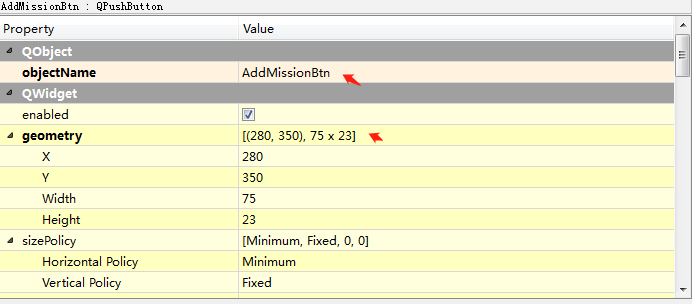 AddMissionBtn : QPushButton
Property Value
QObject
objectName AddMissionBtn
QWidget
enabled
geometry [(280, 350), 75 x 23]
X 280
Y 350
Width 75
Height 23
sizePolicy [Minimum, Fixed, 0, 0]
Horizontal Policy Minimum
Vertical Policy Fixed